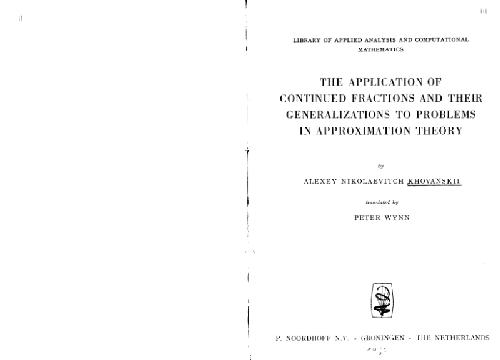 LIBRARY OF APPLIED ANALYSIS AND COMPUTATIONAL
MATHEMATICS
THE APPLICATION OF
CONTINUED FRACTIONS AND THEIR
GENERALIZATIONS TO PROBLEMS
IN APPROXIMATION THEORY
by
ALEXEY NIKOLAEVITCH KHOVANSKII
translated by
PETER WYNN
P. NOORDHOFF N.V. - GRONINGEN - THE NETHERLANDS